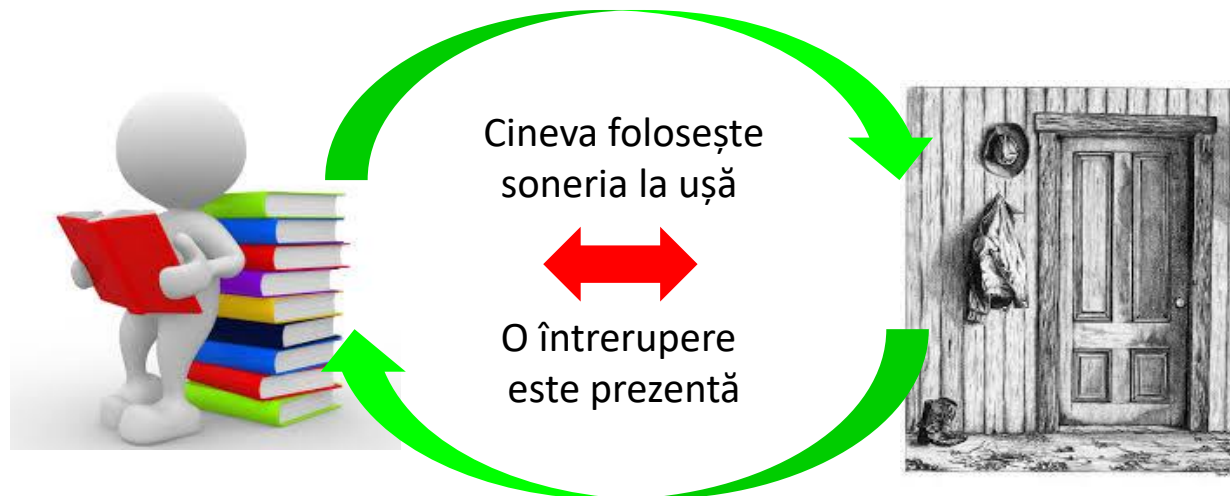 Cineva folosește
soneria la ușă
O întrerupere
este prezentă